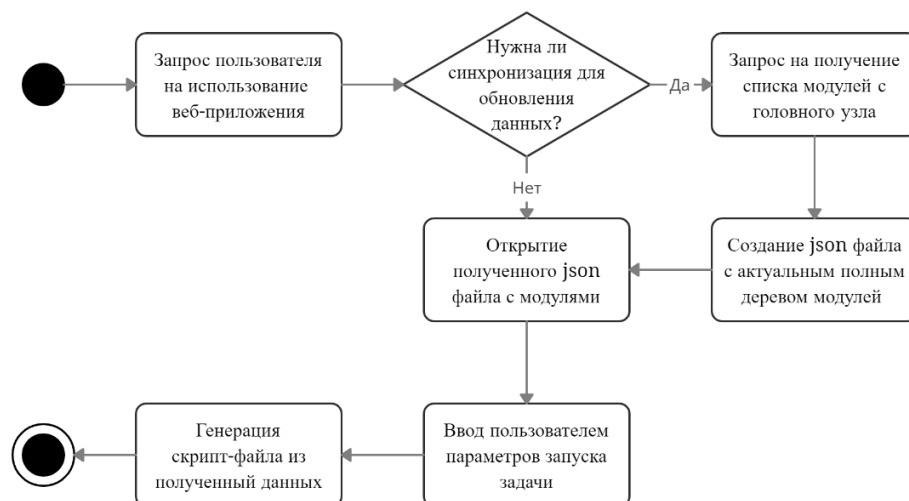 Запрос пользователя
на использование
веб-приложения
Нужна ли
синхронизация для
обновления
данных?
Да
Запрос на получение
списка модулей с
головного узла
Нет
Открытие
полученного json
файла с модулями
Создание json файла
с актуальным полным
деревом модулей
Генерация
скрипт-файла из
полученный данных
Ввод пользователем
параметров запуска
задачи